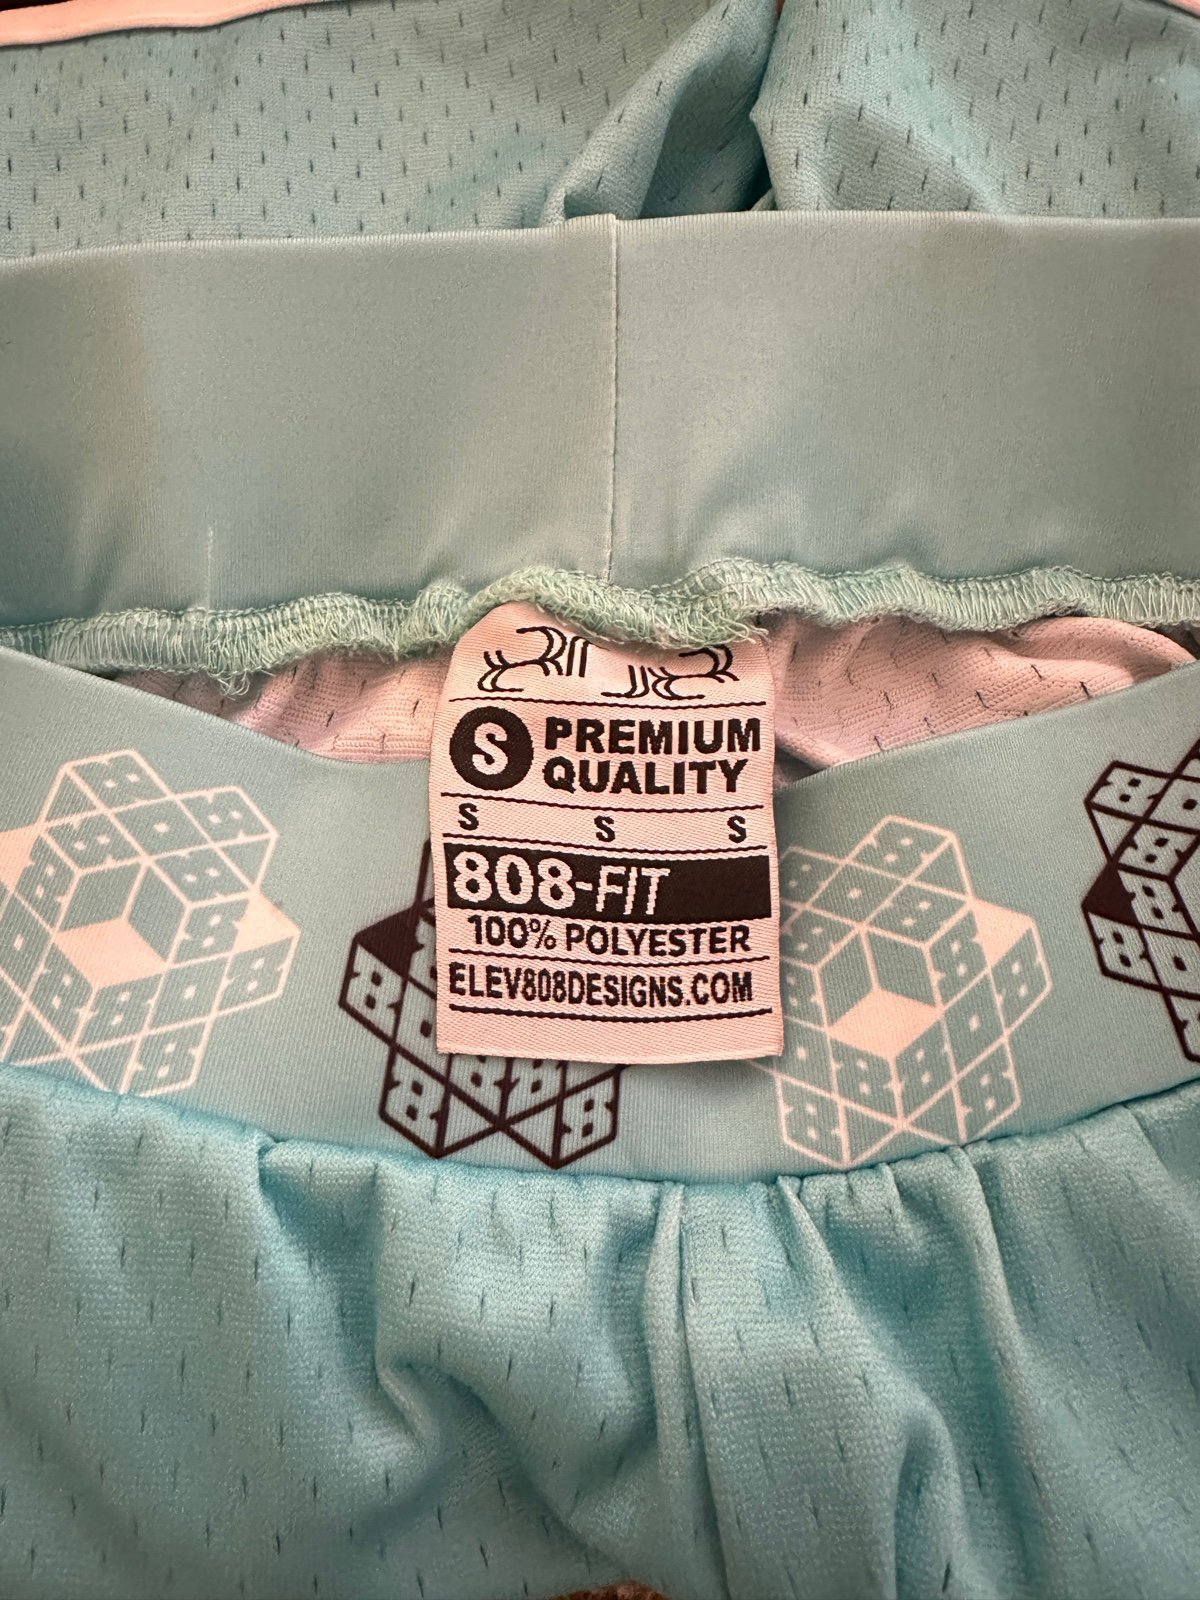 S PREMIUM
QUALITY
S S S
808-FIT
100% POLYESTER
ELEV808DESIGNS.COM